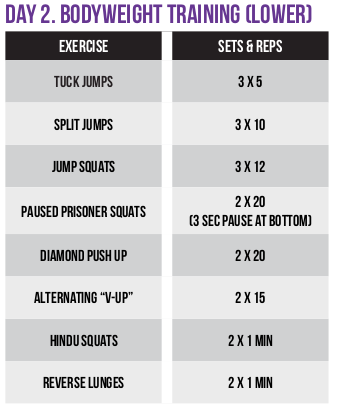 DAY 2. BODYWEIGHT TRAINING (LOWER)
EXERCISE SETS & REPS
TUCK JUMPS 3 X 5
SPLIT JUMPS 3 X 10
JUMP SQUATS 3 X 12
PAUSED PRISONER SQUATS 2 X 20
(3 SEC PAUSE AT BOTTOM)
DIAMOND PUSH UP 2 X 20
ALTERNATING “V-UP” 2 X 15
HINDU SQUATS 2 X 1 MIN
REVERSE LUNGES 2 X 1 MIN